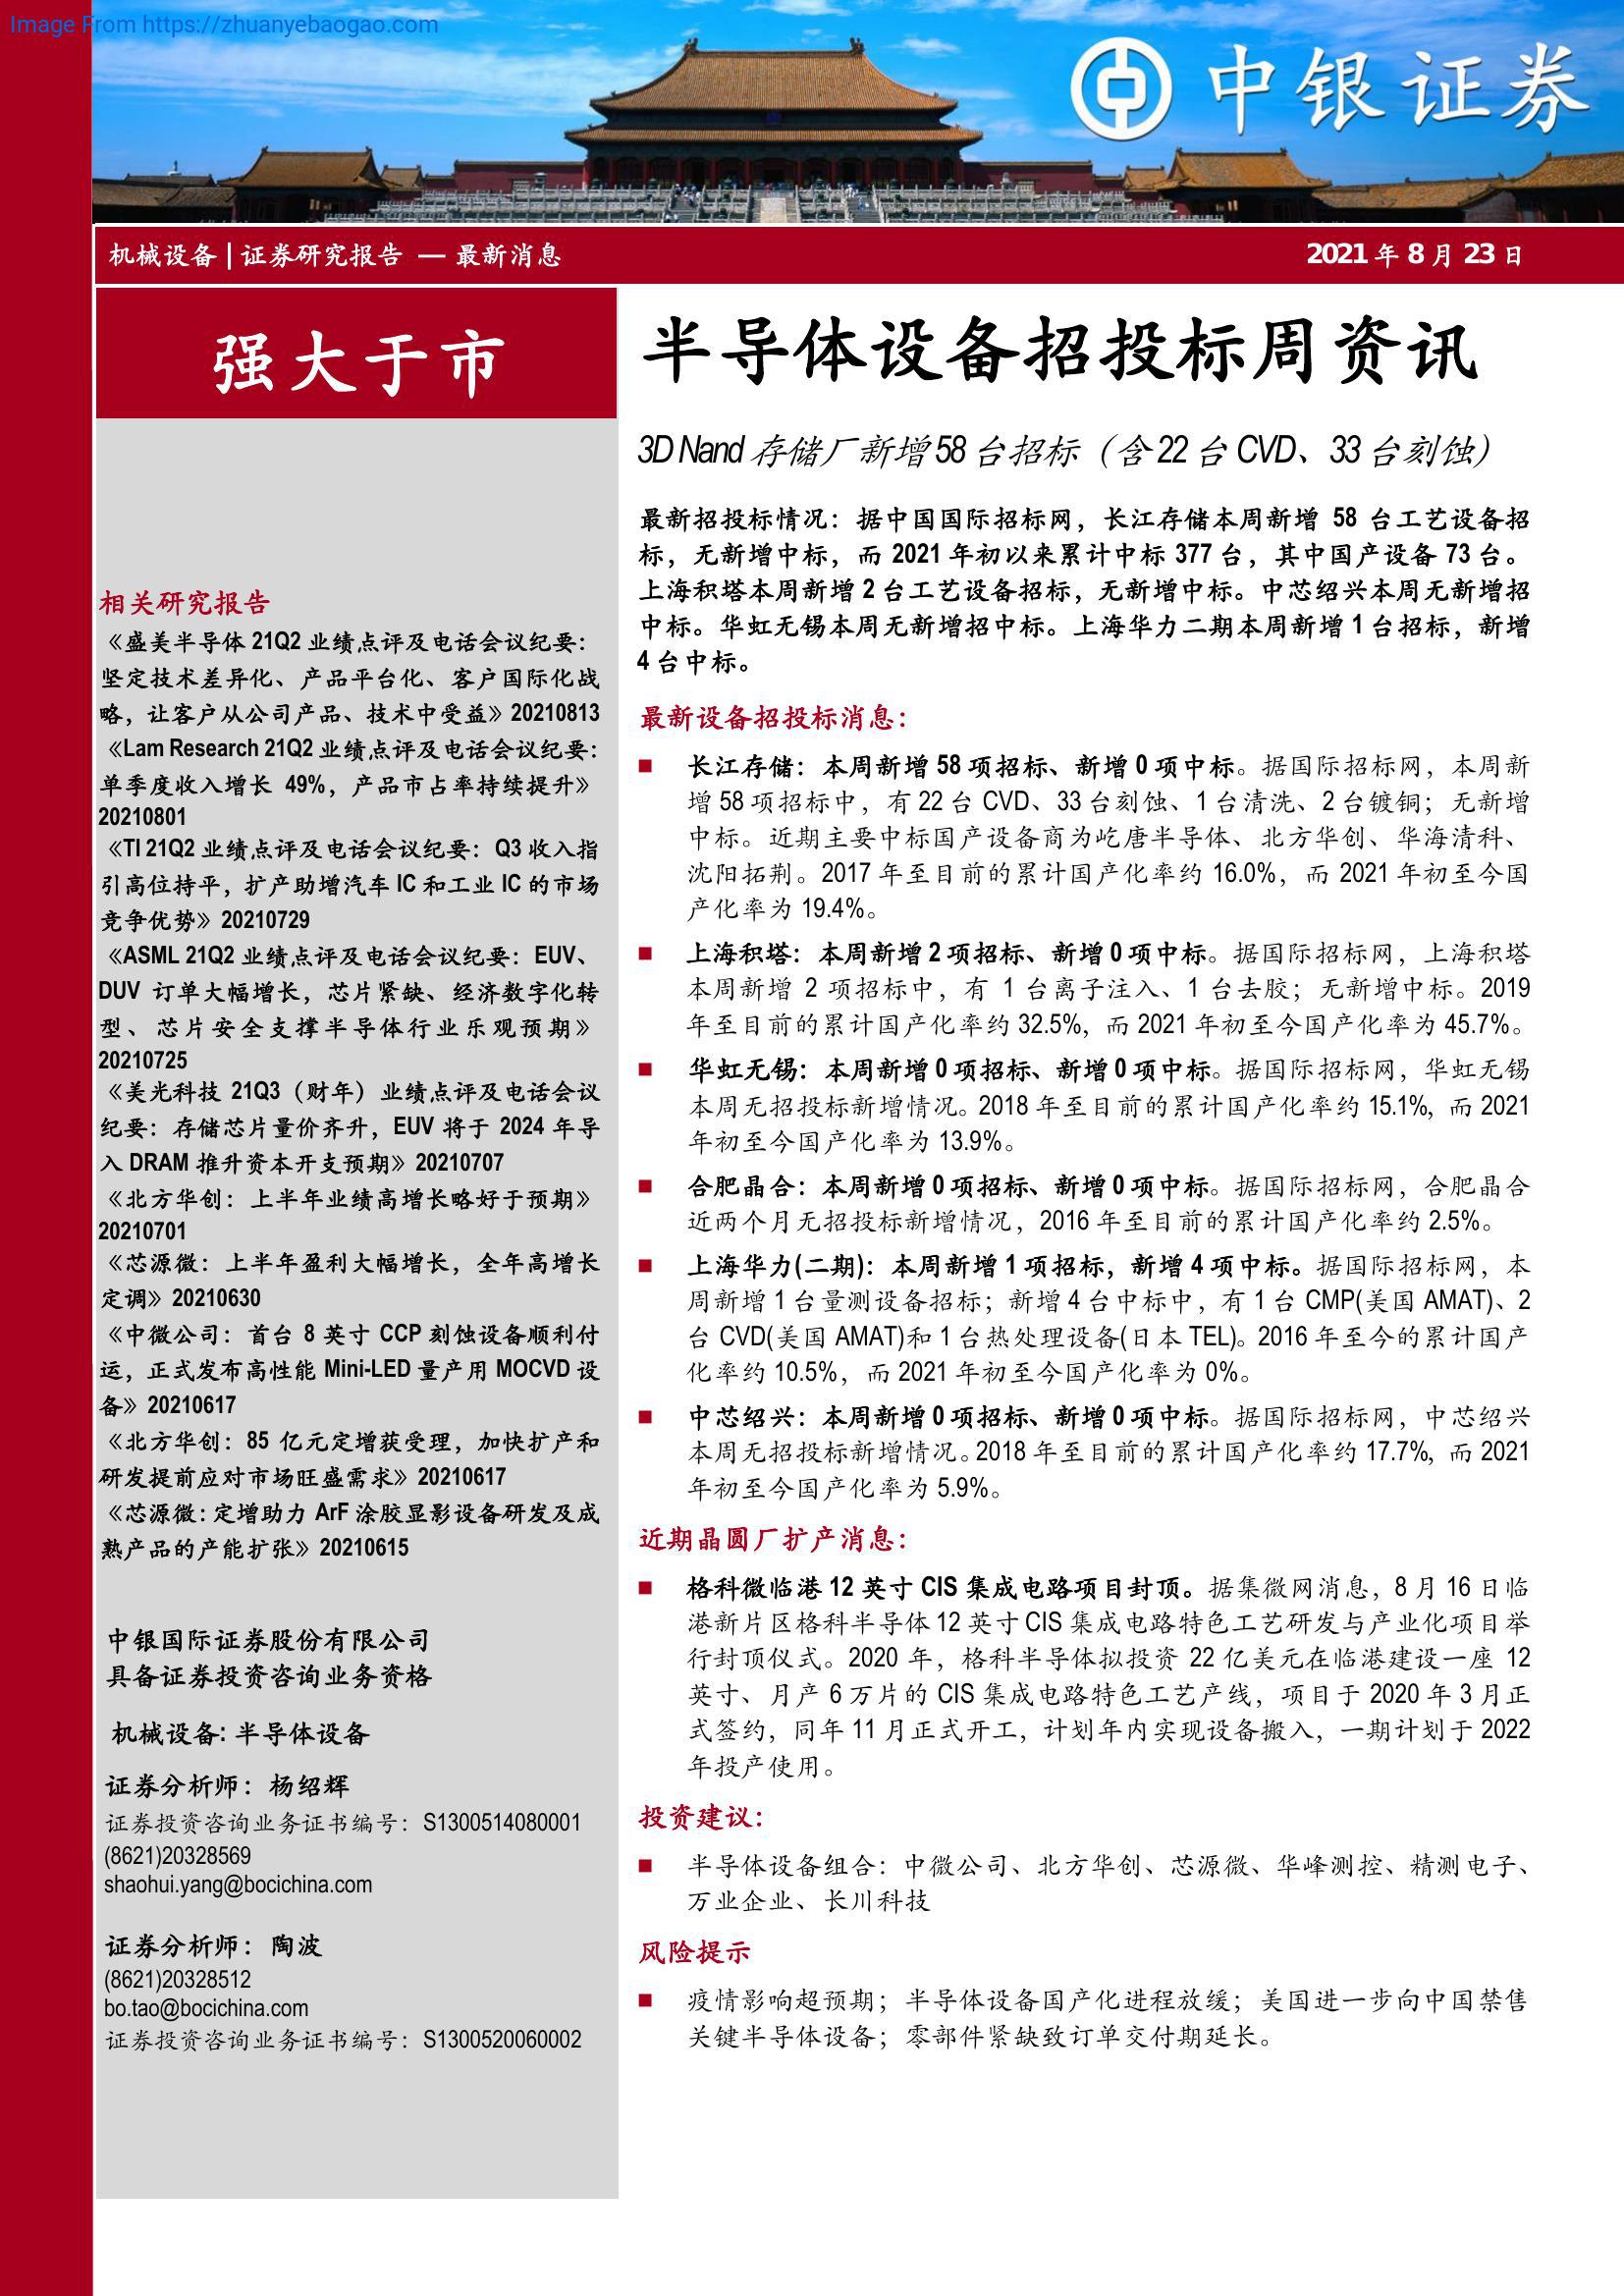 Image From https://zhuanyebaogao.com
中银证券
机械设备 | 证券研究报告 — 最新消息
2021 年 8 月 23 日
强大于市
相关研究报告
《盛美半导体 21Q2 业绩点评及电话会议纪要：
坚定技术差异化、产品平台化、客户国际化战
略，让客户从公司产品、技术中受益》20210813
《Lam Research 21Q2 业绩点评及电话会议纪要：
单季度收入增长 49%，产品市占率持续提升》
20210801
《TI 21Q2 业绩点评及电话会议纪要：Q3 收入指
引高位持平，扩产助增汽车 IC 和工业 IC 的市场
竞争优势》20210729
《ASML 21Q2 业绩点评及电话会议纪要：EUV、
DUV 订单大幅增长，芯片紧缺、经济数字化转
型、芯片安全支撑半导体行业乐观预期》
20210725
《美光科技 21Q3（财年）业绩点评及电话会议
纪要：存储芯片量价齐升，EUV 将于 2024 年导
入 DRAM 推升资本开支预期》20210707
《北方华创：上半年业绩高增长略好于预期》
20210701
《芯源微：上半年盈利大幅增长，全年高增长
定调》20210630
《中微公司：首台 8 英寸 CCP 刻蚀设备顺利付
运，正式发布高性能 Mini-LED 量产用 MOCVD 设
备》20210617
《北方华创：85 亿元定增获受理，加快扩产和
研发提前应对市场旺盛需求》20210617
《芯源微：定增助力 ArF 涂胶显影设备研发及成
熟产品的产能扩张》20210615
中银国际证券股份有限公司
具备证券投资咨询业务资格
机械设备: 半导体设备
证券分析师：杨绍辉
证券投资咨询业务证书编号：S1300514080001
(8621)20328569
shaohui.yang@bocichina.com
证券分析师：陶波
(8621)20328512
bo.tao@bocichina.com
证券投资咨询业务证书编号：S1300520060002
半导体设备招投标周资讯
3D Nand 存储厂新增 58 台招标（含 22 台 CVD、33 台刻蚀）
最新招投标情况：据中国国际招标网，长江存储本周新增 58 台工艺设备招
标，无新增中标，而 2021 年初以来累计中标 377 台，其中国产设备 73 台。
上海积塔本周新增 2 台工艺设备招标，无新增中标。中芯绍兴本周无新增招
中标。华虹无锡本周无新增招中标。上海华力二期本周新增 1 台招标，新增
4 台中标。
最新设备招投标消息：
■ 长江存储：本周新增 58 项招标、新增 0 项中标。据国际招标网，本周新
增 58 项招标中，有 22 台 CVD、33 台刻蚀、1 台清洗、2 台镀铜；无新增
中标。近期主要中标国产设备商为屹唐半导体、北方华创、华海清科、
沈阳拓荆。2017 年至目前的累计国产化率约 16.0%，而 2021 年初至今国
产化率为 19.4%。
■ 上海积塔：本周新增 2 项招标、新增 0 项中标。据国际招标网，上海积塔
本周新增 2 项招标中，有 1 台离子注入、1 台去胶；无新增中标。2019
年至目前的累计国产化率约 32.5%，而 2021 年初至今国产化率为 45.7%。
■ 华虹无锡：本周新增 0 项招标、新增 0 项中标。据国际招标网，华虹无锡
本周无招投标新增情况。2018 年至目前的累计国产化率约 15.1%，而 2021
年初至今国产化率为 13.9%。
■ 合肥晶合：本周新增 0 项招标、新增 0 项中标。据国际招标网，合肥晶合
近两个月无招投标新增情况，2016 年至目前的累计国产化率约 2.5%。
■ 上海华力(二期)：本周新增 1 项招标，新增 4 项中标。据国际招标网，本
周新增 1 台量测设备招标；新增 4 台中标中，有 1 台 CMP(美国 AMAT)、2
台 CVD(美国 AMAT)和 1 台热处理设备(日本 TEL)。2016 年至今的累计国产
化率约 10.5%，而 2021 年初至今国产化率为 0%。
■ 中芯绍兴：本周新增 0 项招标、新增 0 项中标。据国际招标网，中芯绍兴
本周无招投标新增情况。2018 年至目前的累计国产化率约 17.7%，而 2021
年初至今国产化率为 5.9%。
近期晶圆厂扩产消息：
■ 格科微临港 12 英寸 CIS 集成电路项目封顶。据集微网消息，8 月 16 日临
港新片区格科半导体 12 英寸 CIS 集成电路特色工艺研发与产业化项目举
行封顶仪式。2020 年，格科半导体拟投资 22 亿美元在临港建设一座 12
英寸、月产 6 万片的 CIS 集成电路特色工艺产线，项目于 2020 年 3 月正
式签约，同年 11 月正式开工，计划年内实现设备搬入，一期计划于 2022
年投产使用。
投资建议：
■ 半导体设备组合：中微公司、北方华创、芯源微、华峰测控、精测电子、
万业企业、长川科技
风险提示
■ 疫情影响超预期；半导体设备国产化进程放缓；美国进一步向中国禁售
关键半导体设备；零部件紧缺致订单交付期延长。